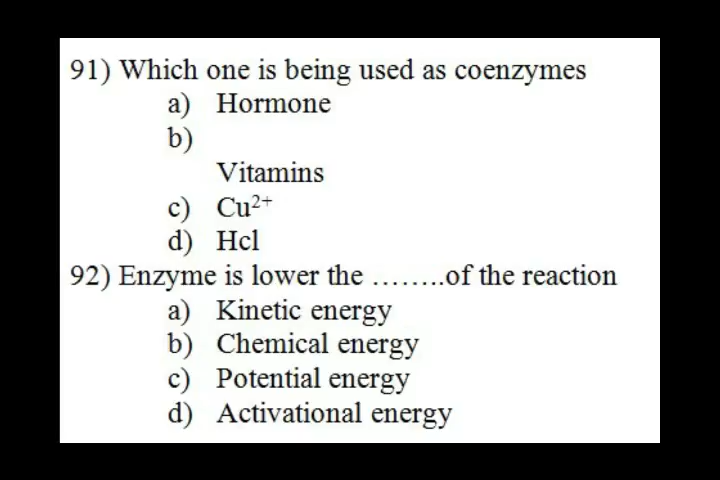 91) Which one is being used as coenzymes
a) Hormone
b)
Vitamins
c) Cu²⁺
d) Hcl
92) Enzyme is lower the ........of the reaction
a) Kinetic energy
b) Chemical energy
c) Potential energy
d) Activational energy